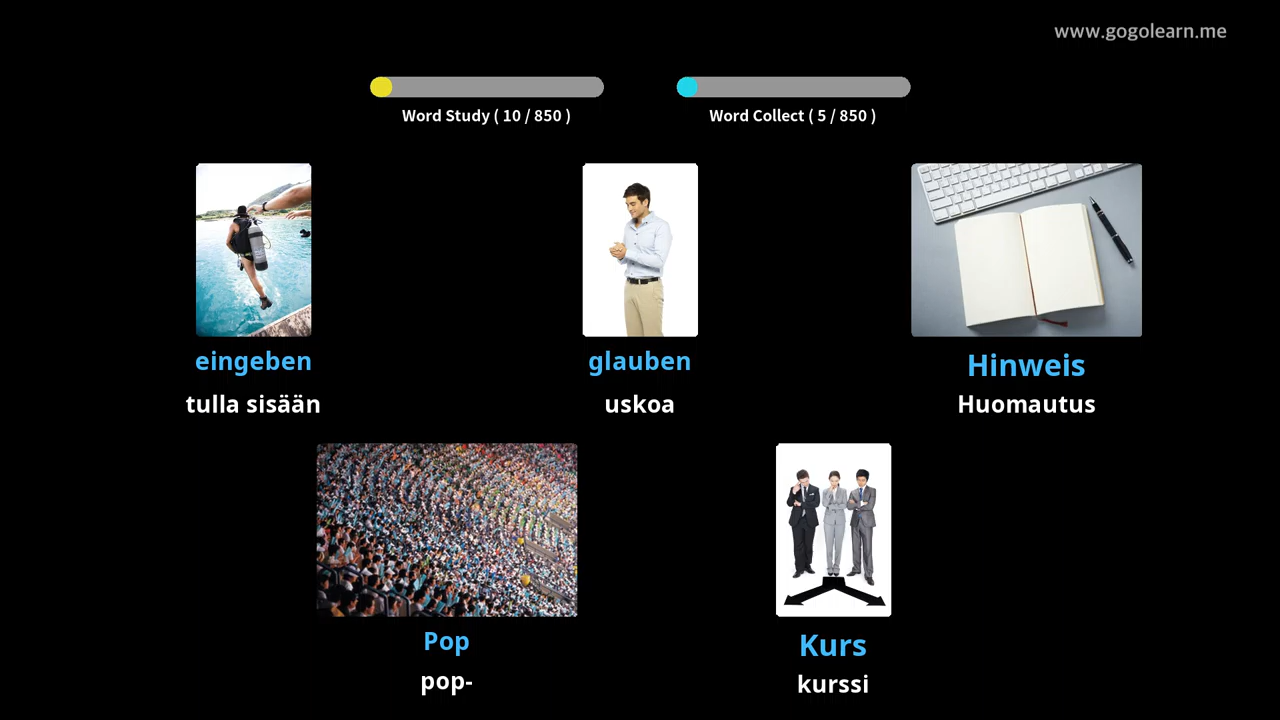 www.gogolearn.me
Word Study ( 10 / 850 )
Word Collect ( 5 / 850 )
eingeben
tulla sisään
glauben
uskoa
Hinweis
Huomautus
Pop
pop-
Kurs
kurssi